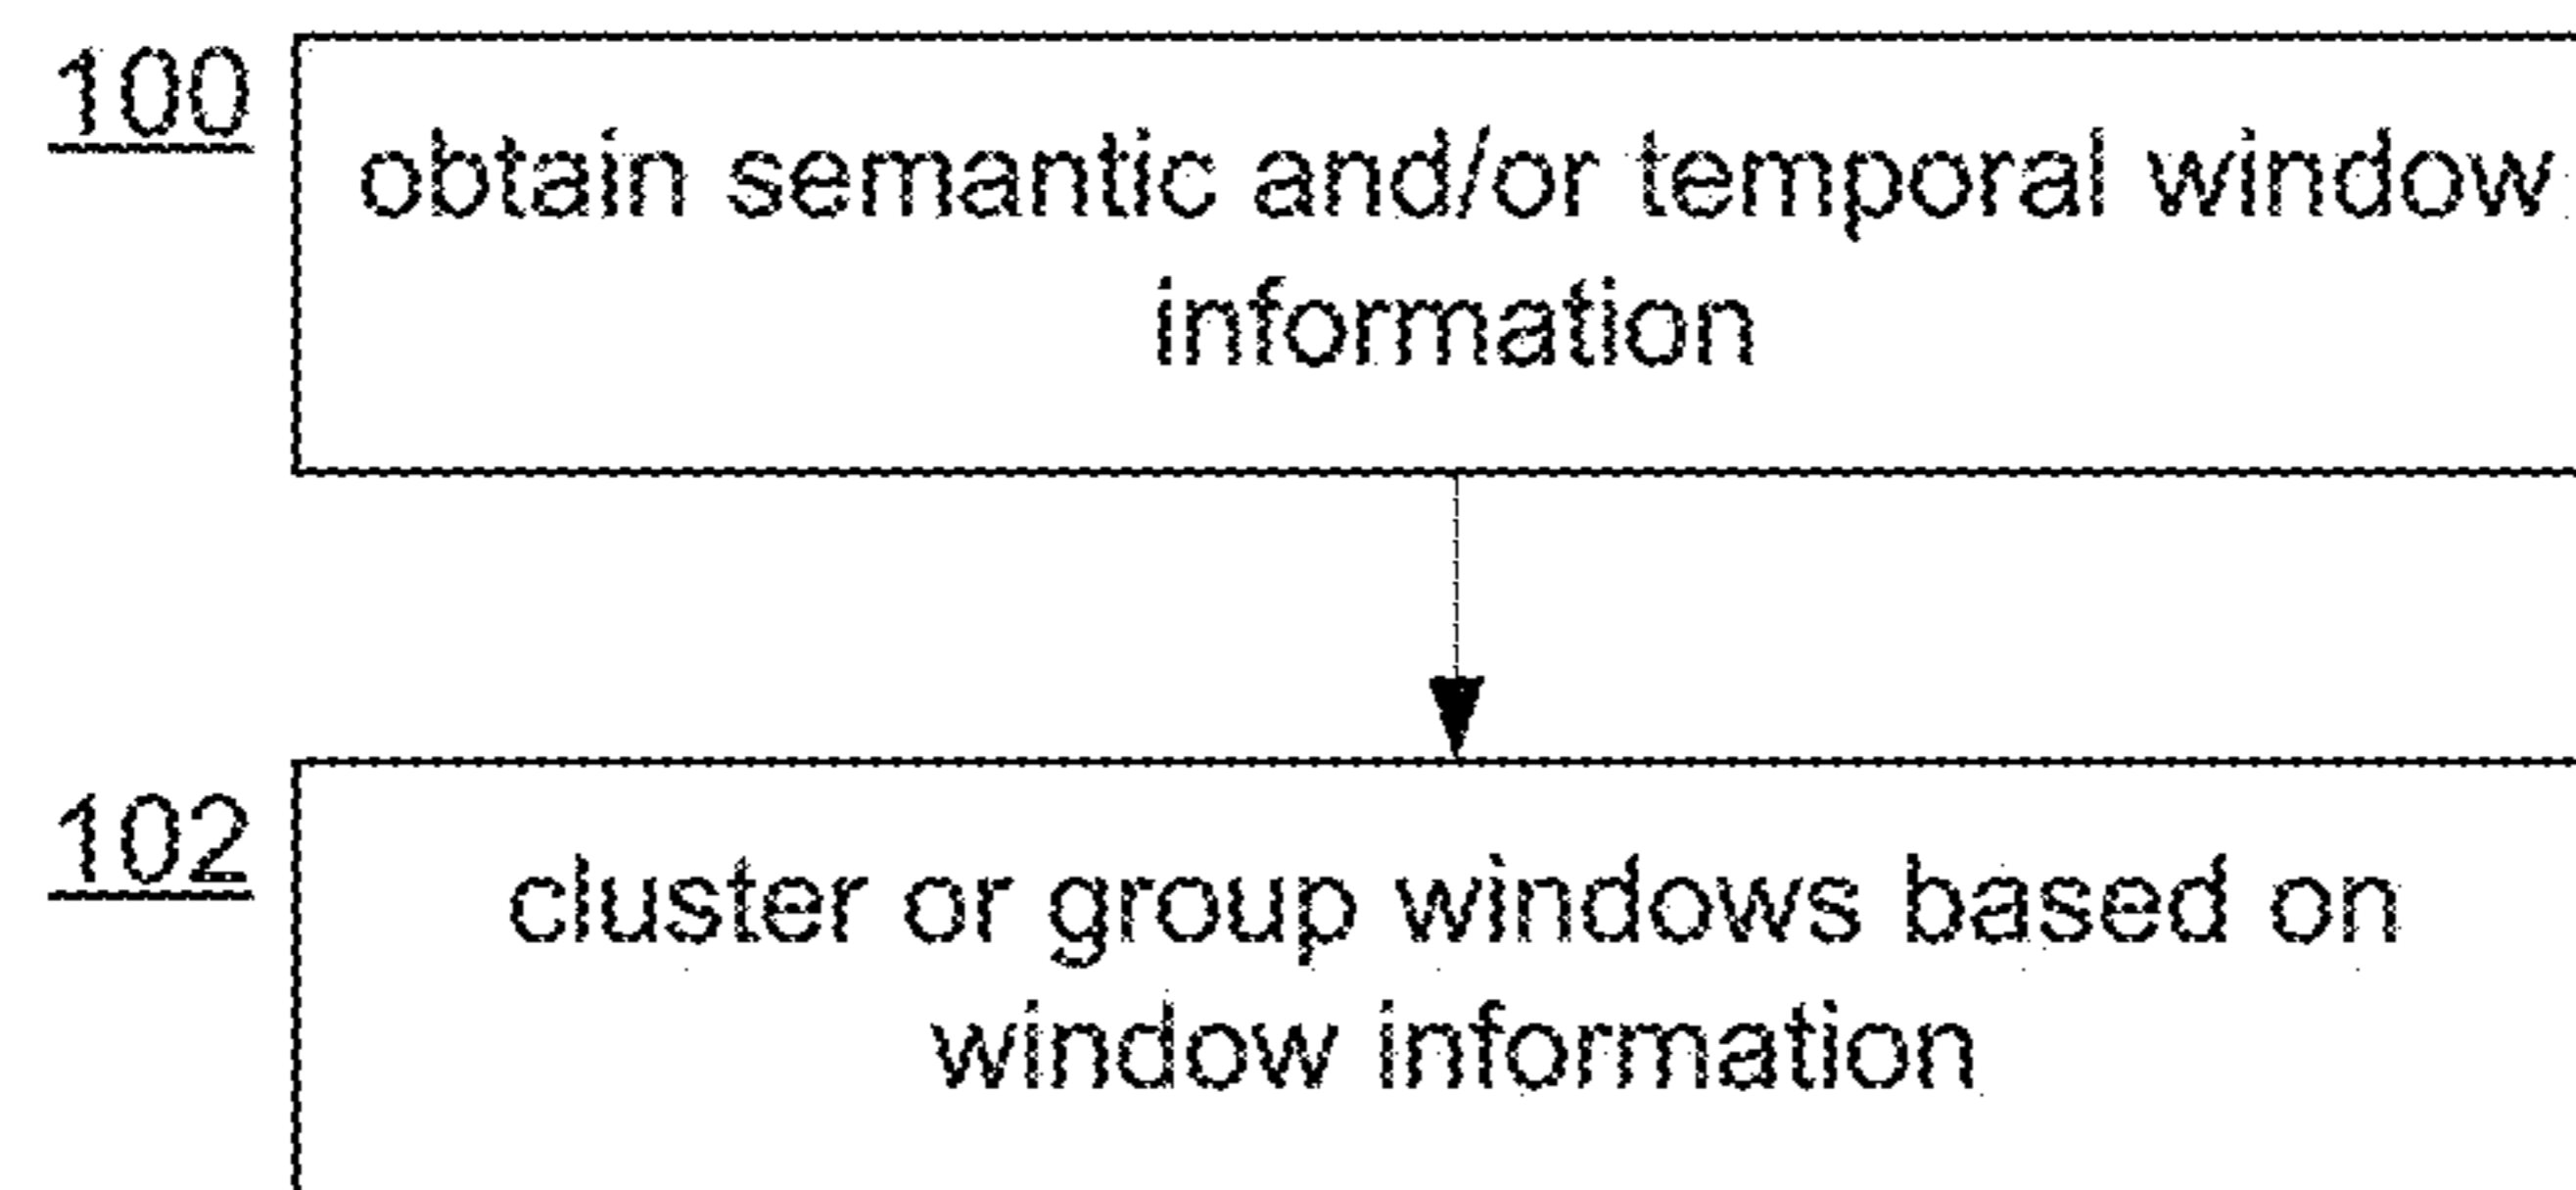 100
obtain semantic and/or temporal window
information
102
cluster or group windows based on
window information